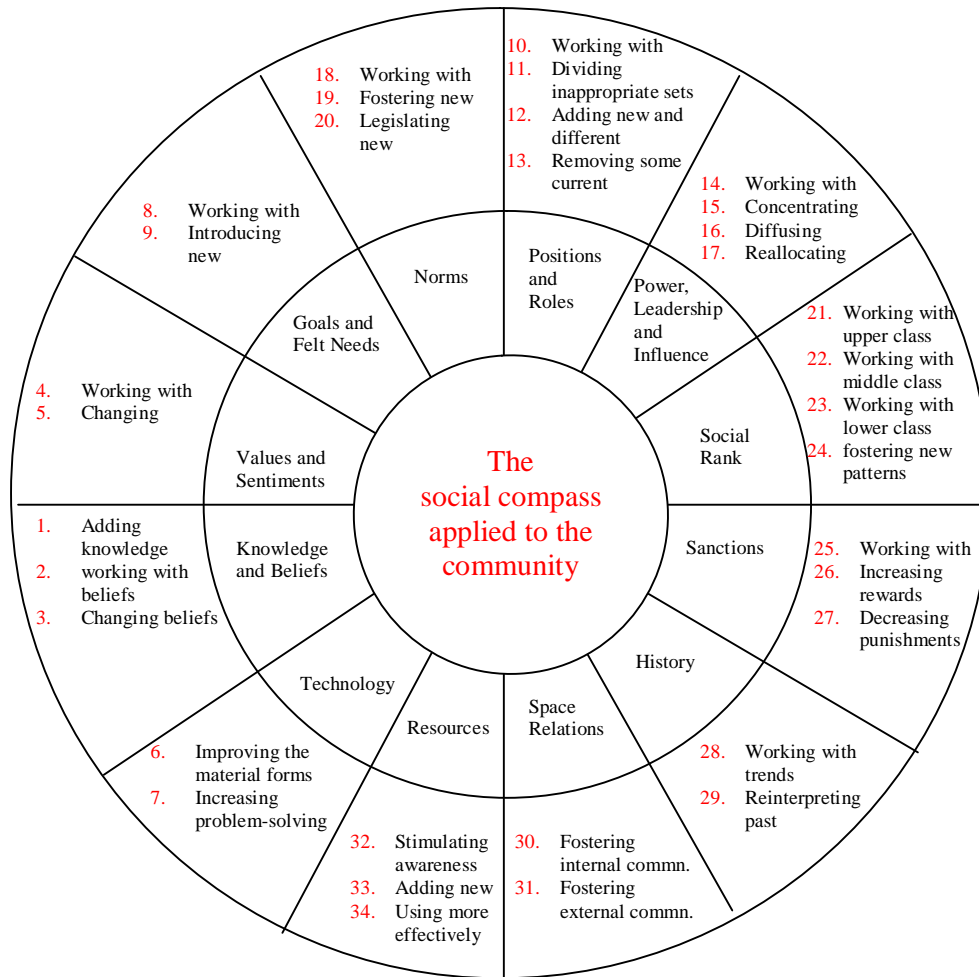 10. Working with
11. Dividing
inappropriate sets
12. Adding new and
different
13. Removing some
current
18. Working with
19. Fostering new
20. Legislating
new
14. Working with
15. Concentrating
16. Diffusing
17. Reallocating
8. Working with
9. Introducing
new
21. Working with
upper class
22. Working with
middle class
23. Working with
lower class
24. fostering new
patterns
4. Working with
5. Changing
1. Adding
knowledge
2. working with
beliefs
3. Changing beliefs
25. Working with
26. Increasing
rewards
27. Decreasing
punishments
6. Improving the
material forms
7. Increasing
problem-solving
28. Working with
trends
29. Reinterpreting
past
32. Stimulating
awareness
33. Adding new
34. Using more
effectively
30. Fostering
internal commn.
31. Fostering
external commn.
Norms
Positions
and
Roles
Power,
Leadership
and
Influence
Goals and
Felt Needs
Social
Rank
Values and
Sentiments
Knowledge
and Beliefs
Sanctions
Technology
History
Resources
Space
Relations
The
social compass
applied to the
community